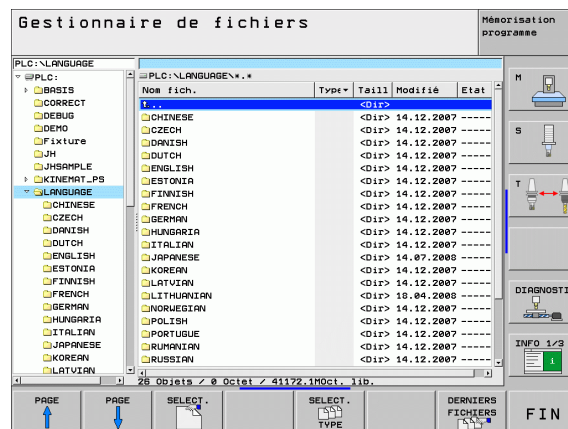 Gestionnaire de fichiers
Mémorisation
programme
PLC:\LANGUAGE
PLC:
BASIS
CORRECT
DEBUG
DEMO
Fixture
JH
JHSAMPLE
KINEMAT_PS
LANGUAGE
CHINESE
CZECH
DANISH
DUTCH
ENGLISH
ESTONIA
FINNISH
FRENCH
GERMAN
HUNGARIA
ITALIAN
JAPANESE
KOREAN
LATVIAN
PLC:\LANGUAGE\*.*
Nom fich. Type Taill Modifié Etat
... <Dir>
CHINESE <Dir> 14.12.2007 -----
CZECH <Dir> 14.12.2007 -----
DANISH <Dir> 14.12.2007 -----
DUTCH <Dir> 14.12.2007 -----
ENGLISH <Dir> 14.12.2007 -----
ESTONIA <Dir> 14.12.2007 -----
FINNISH <Dir> 14.12.2007 -----
FRENCH <Dir> 14.12.2007 -----
GERMAN <Dir> 14.12.2007 -----
HUNGARIA <Dir> 14.12.2007 -----
ITALIAN <Dir> 14.12.2007 -----
JAPANESE <Dir> 14.07.2008 -----
KOREAN <Dir> 14.12.2007 -----
LATVIAN <Dir> 14.12.2007 -----
LITHUANIAN <Dir> 18.04.2008 -----
NORWEGIAN <Dir> 14.12.2007 -----
POLISH <Dir> 14.12.2007 -----
PORTUGUE <Dir> 14.12.2007 -----
RUMANIAN <Dir> 14.12.2007 -----
RUSSIAN <Dir> 14.12.2007 -----
26 Objets / 0 Octet / 41172.1MOct. lib.
M
S
T
DIAGNOSTI
INFO 1/3
PAGE
PAGE
SELECT.
SELECT.
TYPE
DERNIERS
FICHIERS
FIN